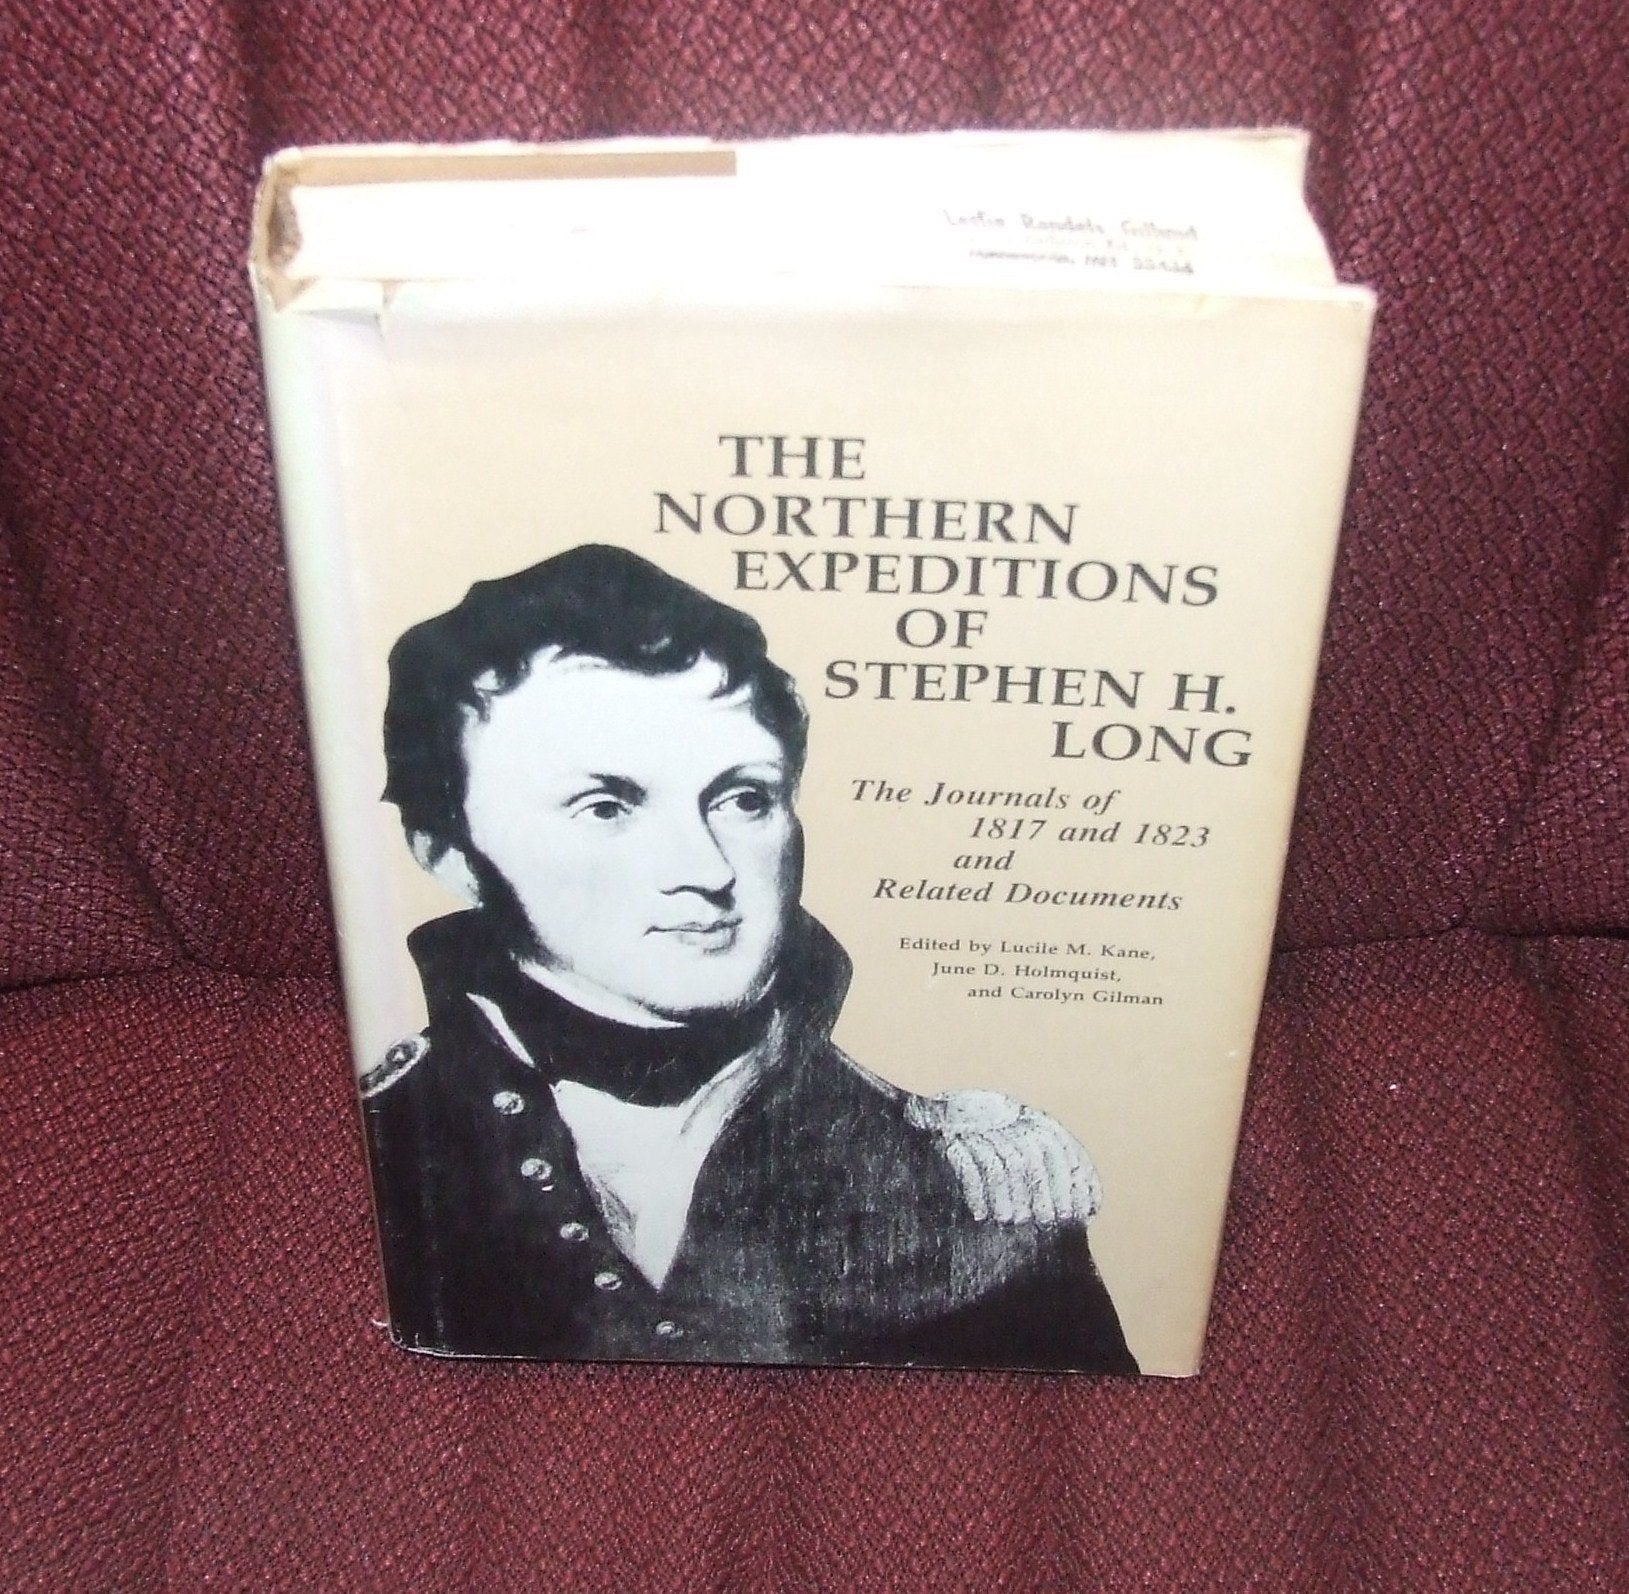 THE
NORTHERN
EXPEDITIONS
OF
STEPHEN H.
LONG
The Journals of
1817 and 1823
and
Related Documents
Edited by Lucile M. Kane,
June D. Holmquist,
and Carolyn Gilman